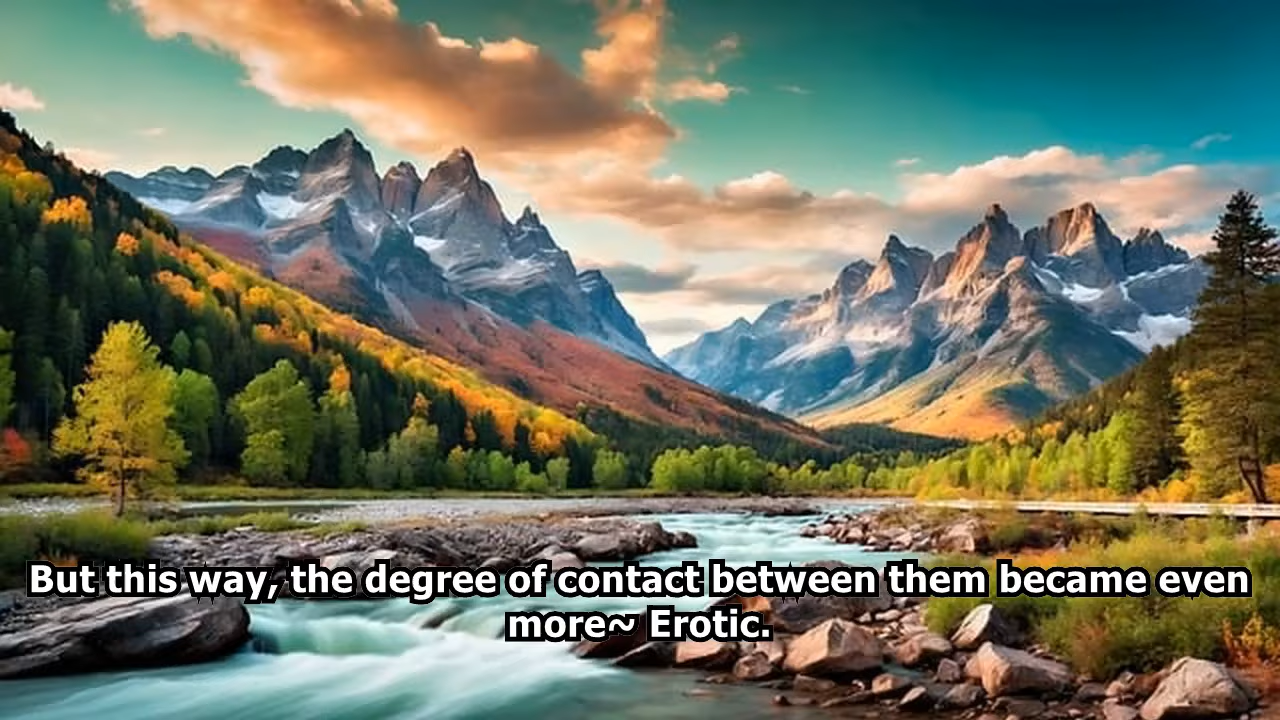 But this way, the degree of contact between them became even
more~ Erotic.